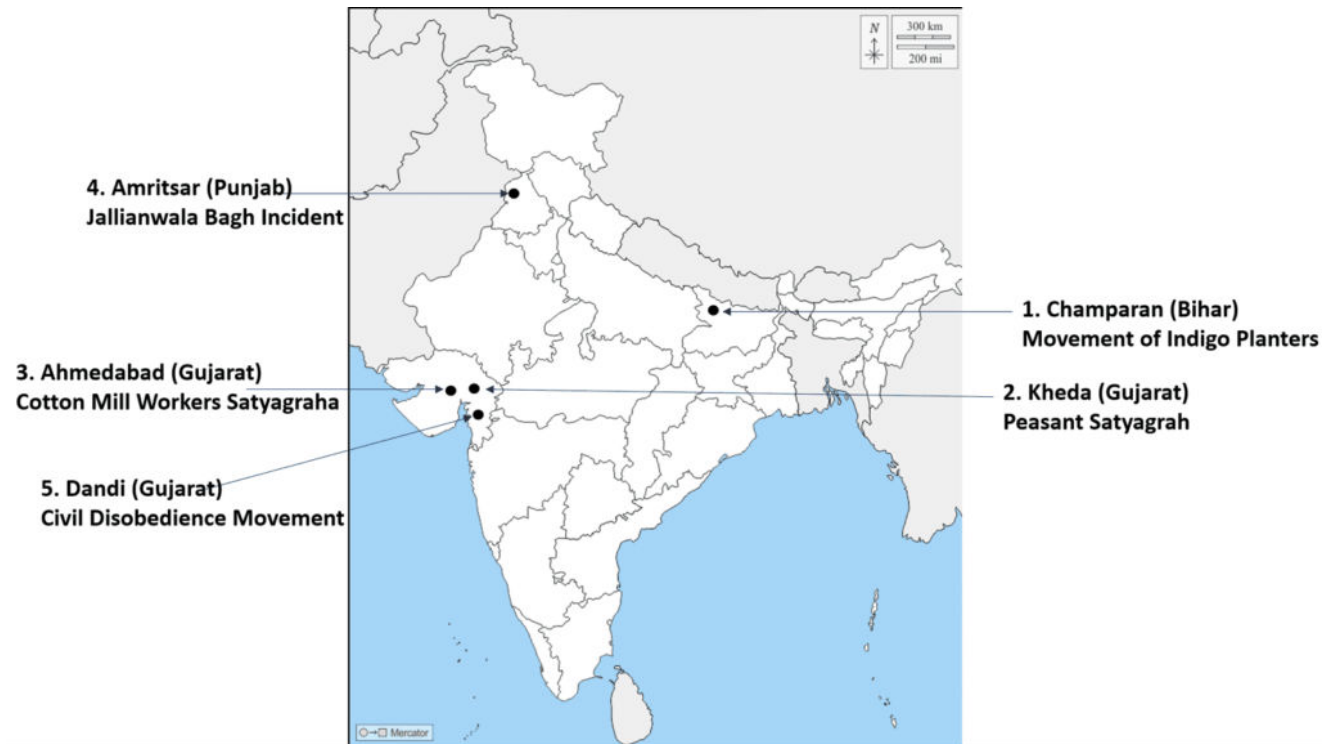 N
300 km
200 mi
4. Amritsar (Punjab)
Jallianwala Bagh Incident
1. Champaran (Bihar)
Movement of Indigo Planters
3. Ahmedabad (Gujarat)
Cotton Mill Workers Satyagraha
2. Kheda (Gujarat)
Peasant Satyagrah
5. Dandi (Gujarat)
Civil Disobedience Movement
Mercator